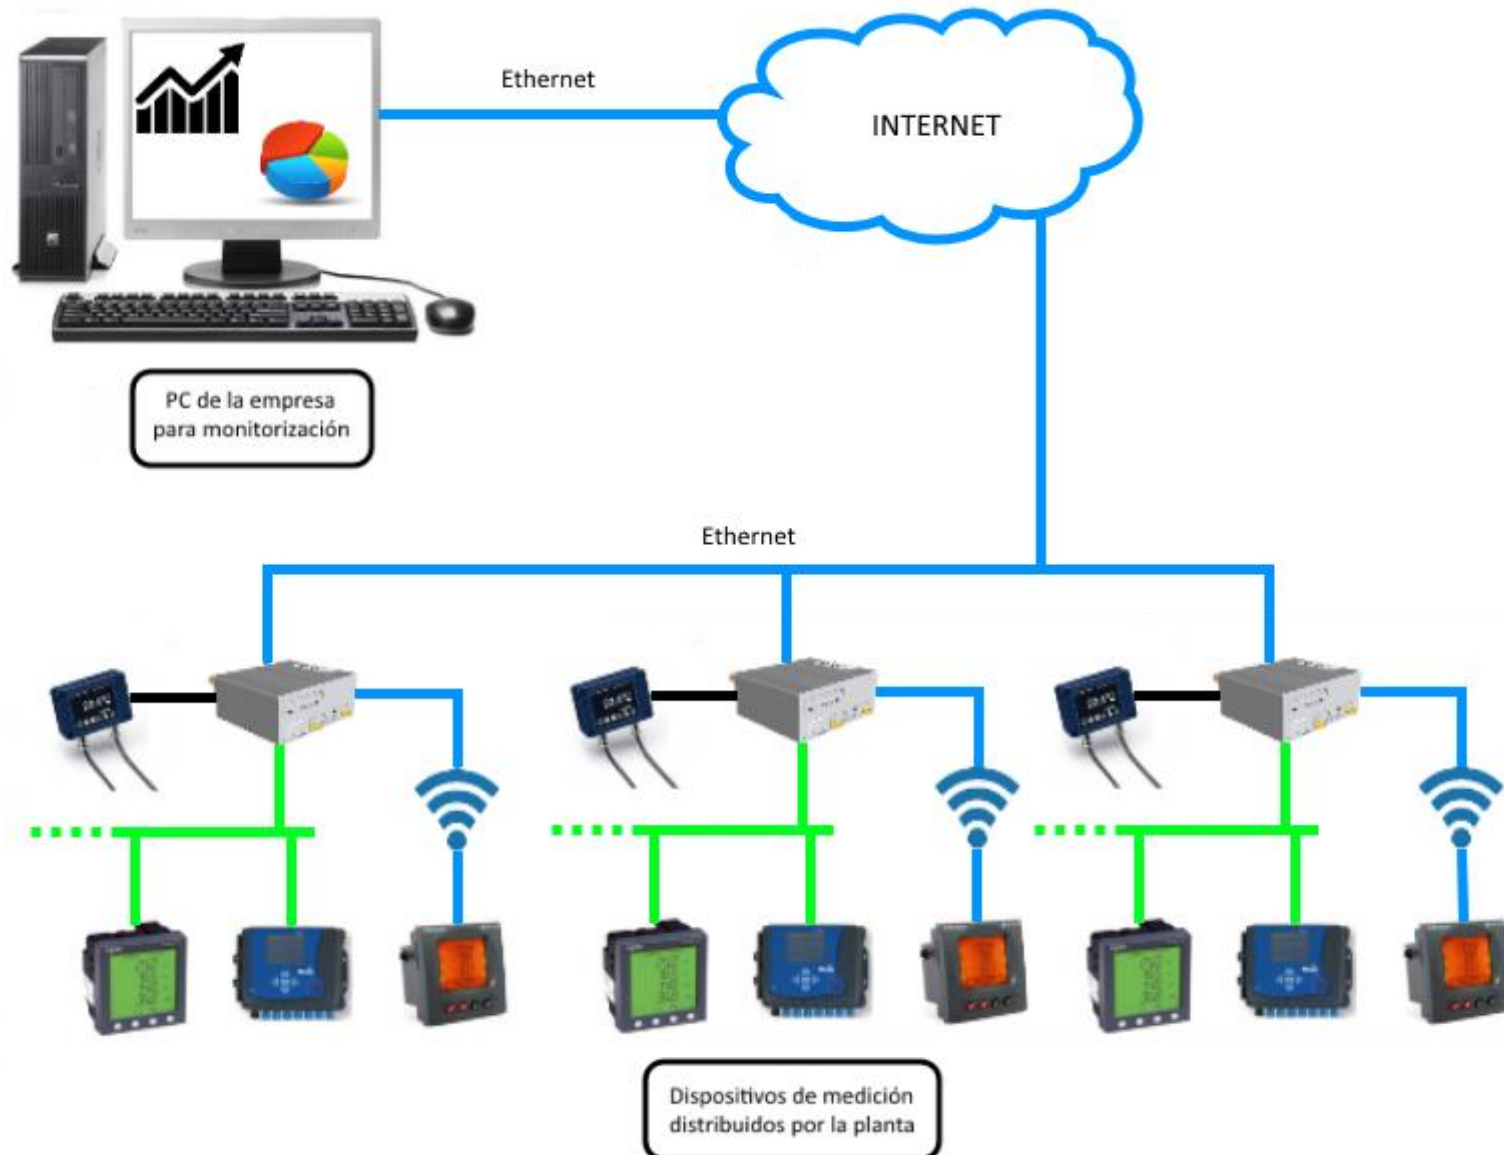 Ethernet
INTERNET
PC de la empresa
para monitorización
Ethernet
Dispositivos de medición
distribuidos por la planta